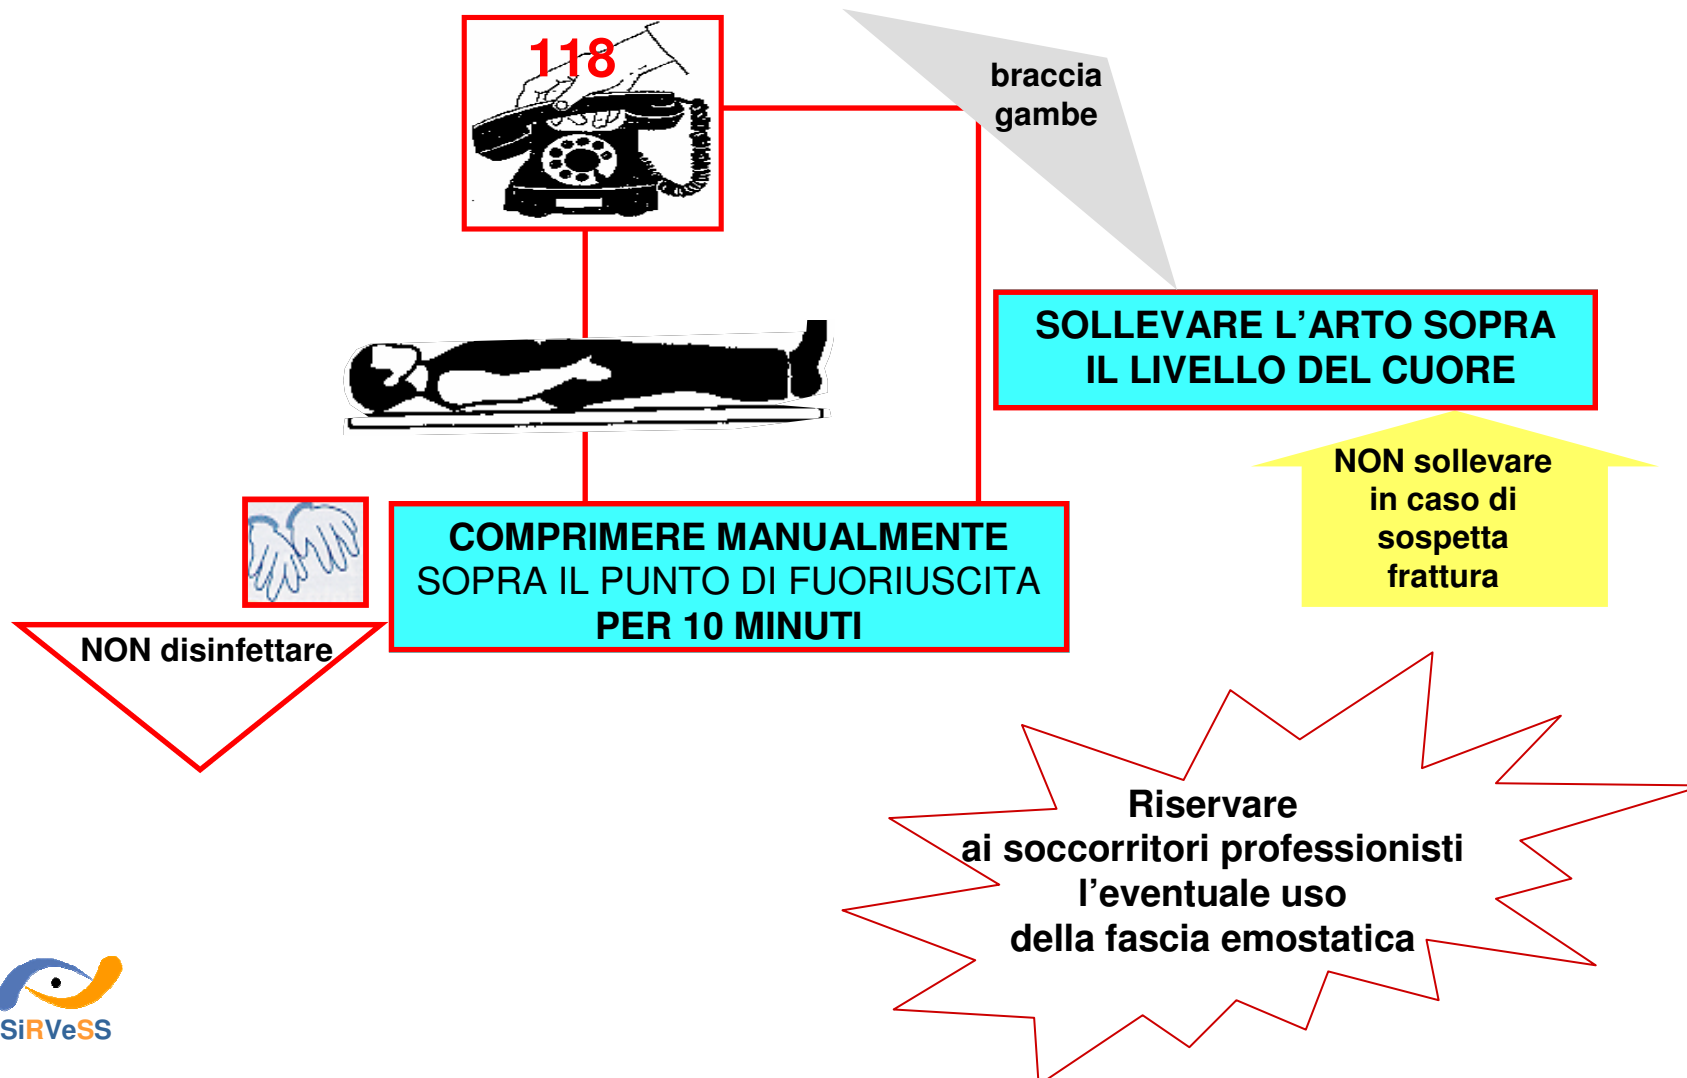 118
braccia
gambe
SOLLEVARE L’ARTO SOPRA
IL LIVELLO DEL CUORE
NON sollevare
in caso di
sospetta
frattura
COMPRIMERE MANUALMENTE
SOPRA IL PUNTO DI FUORIUSCITA
PER 10 MINUTI
NON disinfettare
Riservare
ai soccorritori professionisti
l’eventuale uso
della fascia emostatica
SiRVeSS